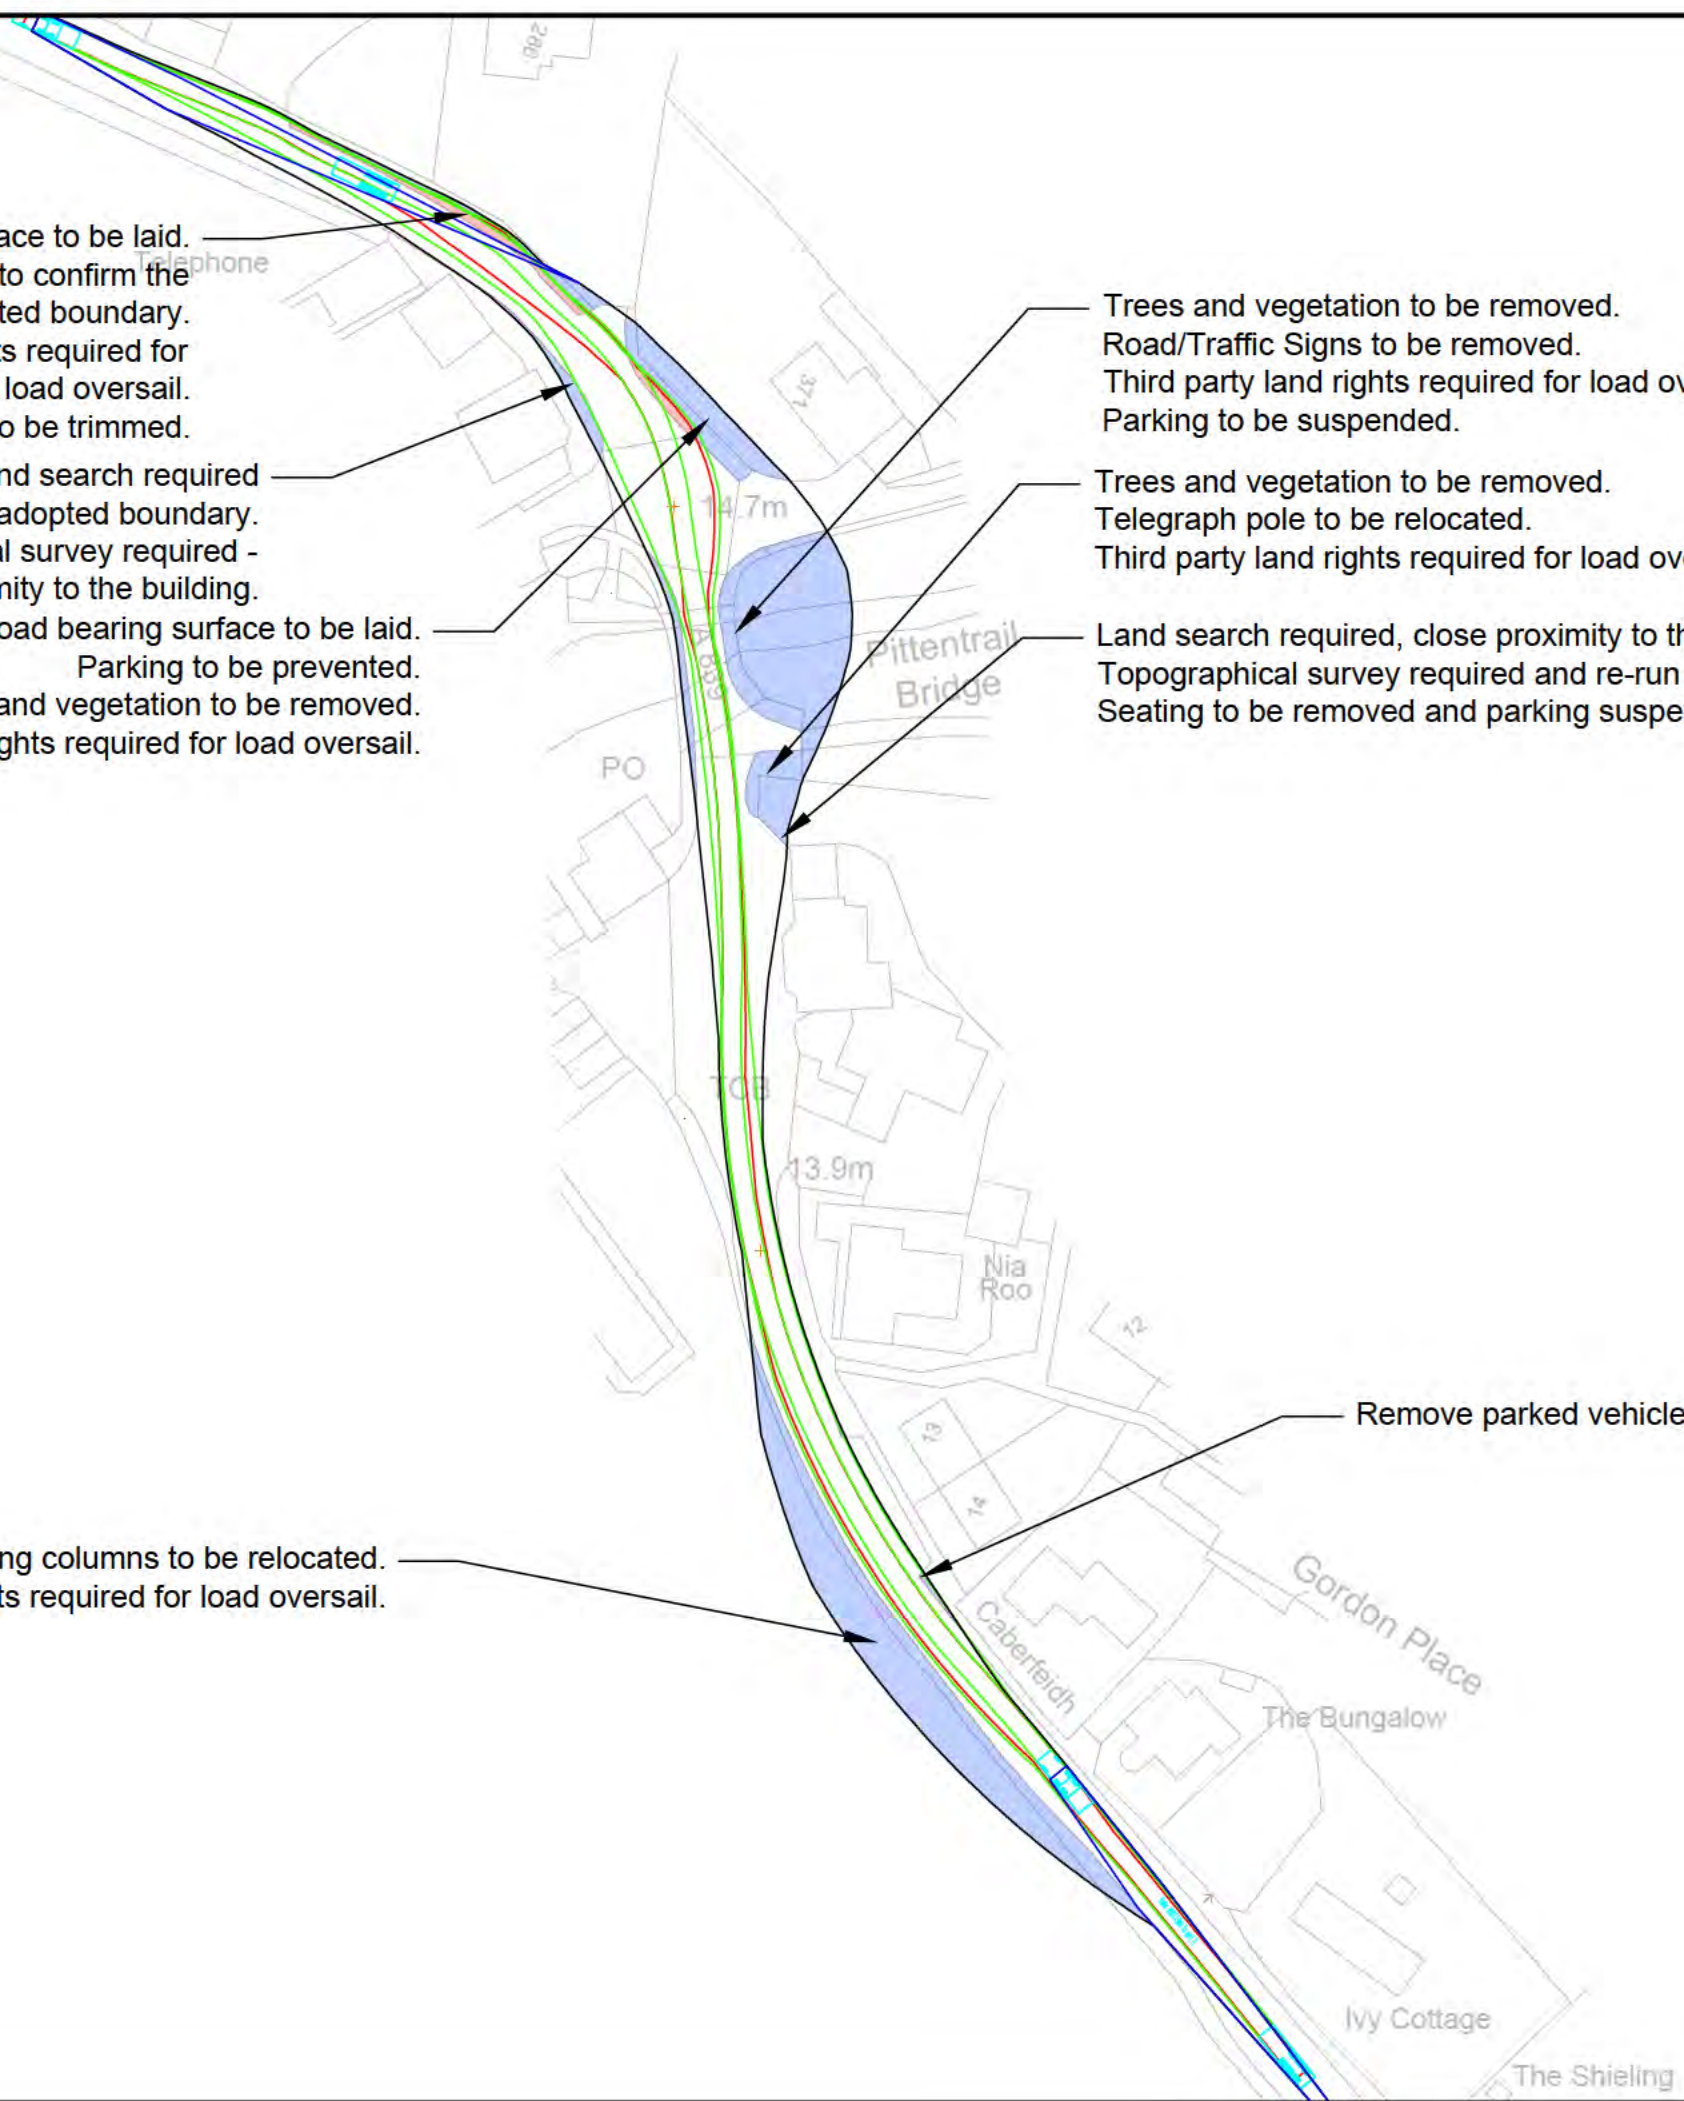 286
ace to be laid.
Telephone
to confirm the
ted boundary.
ts required for
load oversail.
o be trimmed.
nd search required
adopted boundary.
al survey required -
mity to the building.
oad bearing surface to be laid.
Parking to be prevented.
and vegetation to be removed.
ghts required for load oversail.
Trees and vegetation to be removed.
Road/Traffic Signs to be removed.
Third party land rights required for load ov
Parking to be suspended.
371
14.7m
Trees and vegetation to be removed.
Telegraph pole to be relocated.
Third party land rights required for load ov
Land search required, close proximity to th
Topographical survey required and re-run
Seating to be removed and parking suspe
A 839
Pittentrail
Bridge
PO
TCB
13.9m
Nia
Roo
12
13
14
Remove parked vehicle
ng columns to be relocated.
ts required for load oversail.
Gordon Place
Caberfeidh
The Bungalow
Ivy Cottage
The Shieling